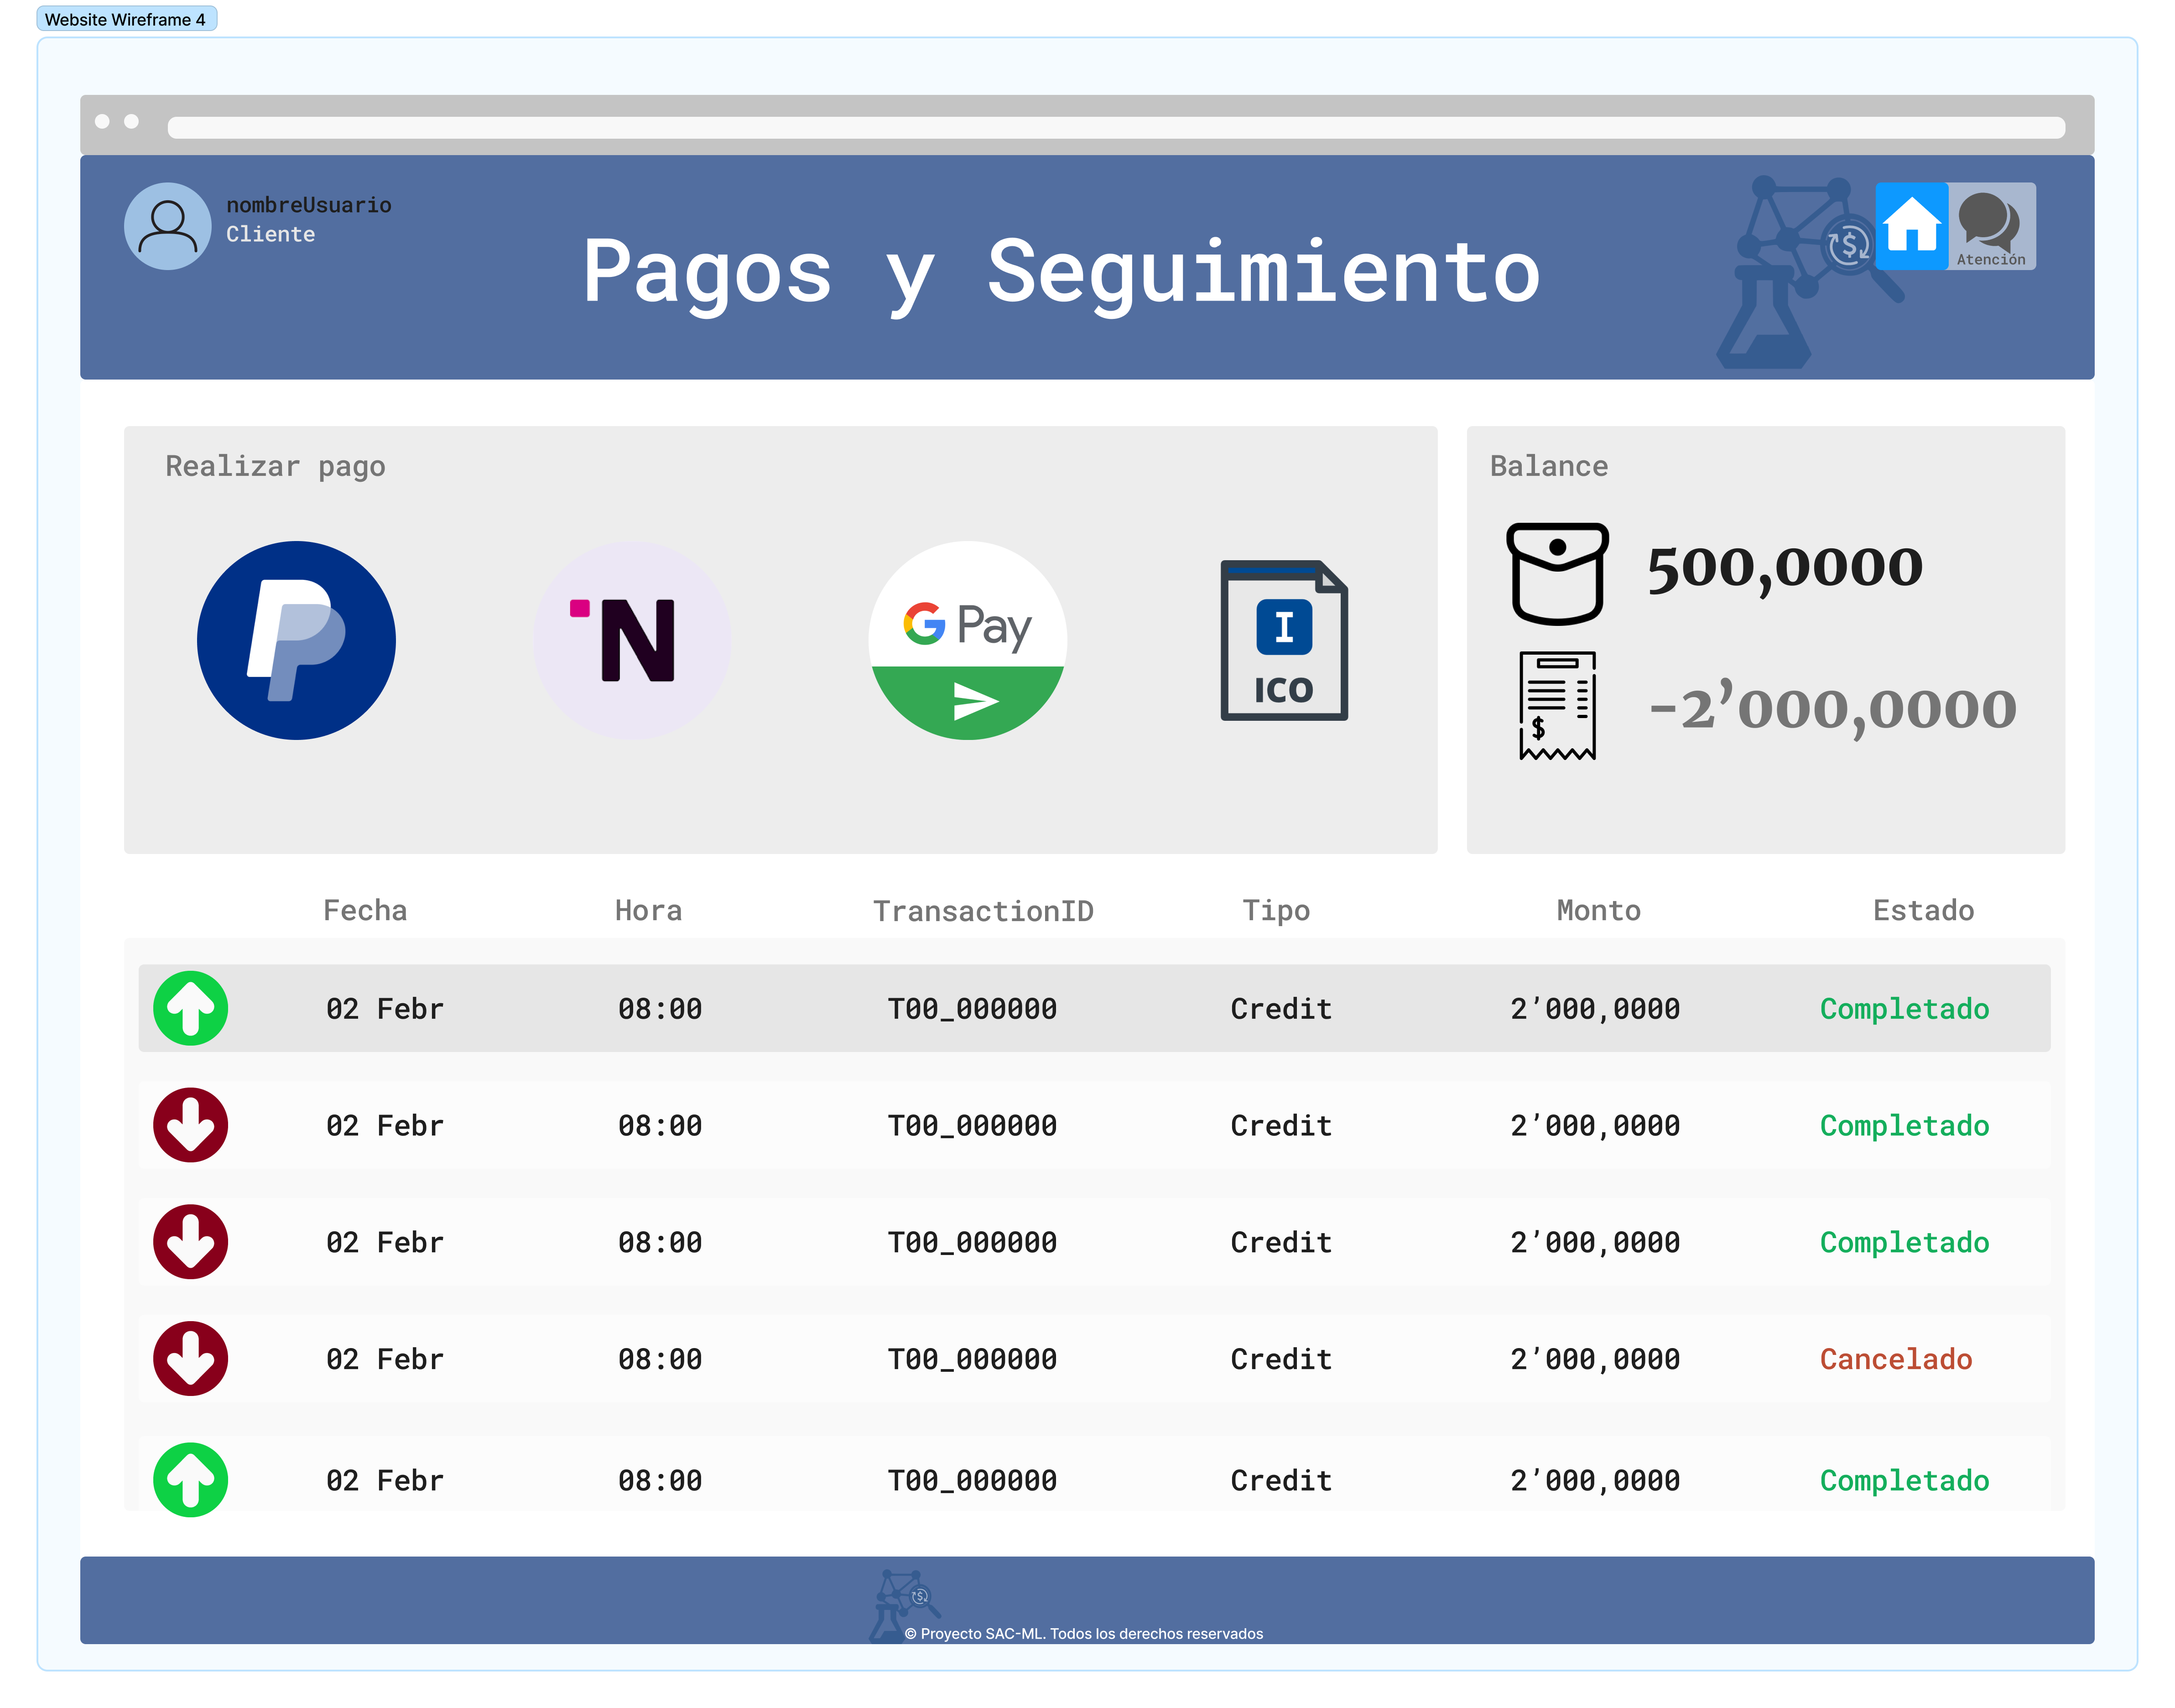 Website Wireframe 4
nombreUsuario
Cliente
Pagos y Seguimiento
$
Atención
Realizar pago
Balance
N
G Pay
I
ICO
500,0000
$
-2’000,0000
Fecha Hora TransactionID Tipo Monto Estado
02 Febr 08:00 T00_000000 Credit 2’000,0000 Completado
02 Febr 08:00 T00_000000 Credit 2’000,0000 Completado
02 Febr 08:00 T00_000000 Credit 2’000,0000 Completado
02 Febr 08:00 T00_000000 Credit 2’000,0000 Cancelado
02 Febr 08:00 T00_000000 Credit 2’000,0000 Completado
$
© Proyecto SAC-ML. Todos los derechos reservados